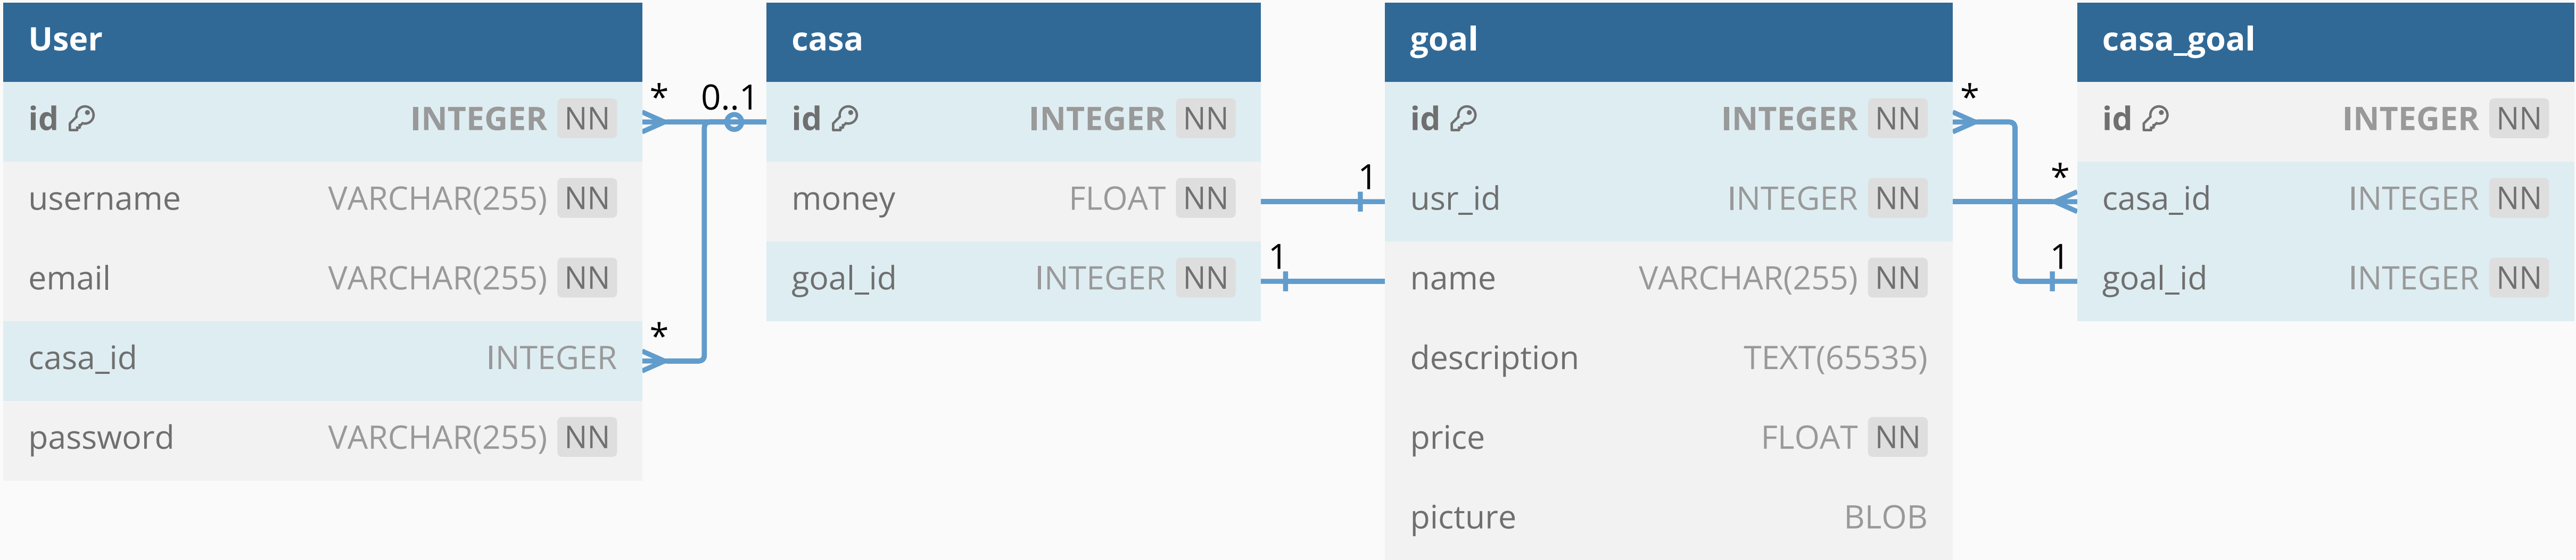 User
id INTEGER NN
username VARCHAR(255) NN
email VARCHAR(255) NN
casa_id INTEGER
password VARCHAR(255) NN
* 0..1
*
casa
id INTEGER NN
money FLOAT NN
goal_id INTEGER NN
1
1
goal
id INTEGER NN
usr_id INTEGER NN
name VARCHAR(255) NN
description TEXT(65535)
price FLOAT NN
picture BLOB
*
*
1
casa_goal
id INTEGER NN
casa_id INTEGER NN
goal_id INTEGER NN